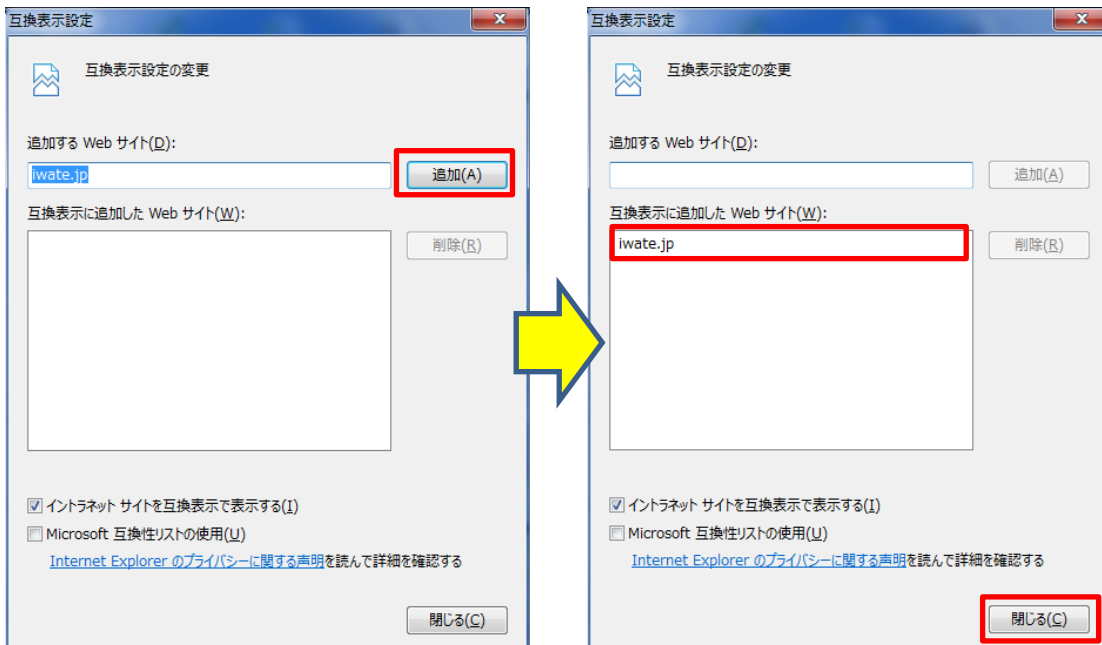 互換表示設定
互換表示設定の変更
追加する Web サイト(D):
iwate.jp
追加(A)
互換表示に追加した Web サイト(W):
削除(R)
イントラネット サイトを互換表示で表示する(I)
Microsoft 互換性リストの使用(U)
Internet Explorer のプライバシーに関する声明を読んで詳細を確認する
閉じる(C)
互換表示設定
互換表示設定の変更
追加する Web サイト(D):
追加(A)
互換表示に追加した Web サイト(W):
iwate.jp
削除(R)
イントラネット サイトを互換表示で表示する(I)
Microsoft 互換性リストの使用(U)
Internet Explorer のプライバシーに関する声明を読んで詳細を確認する
閉じる(C)